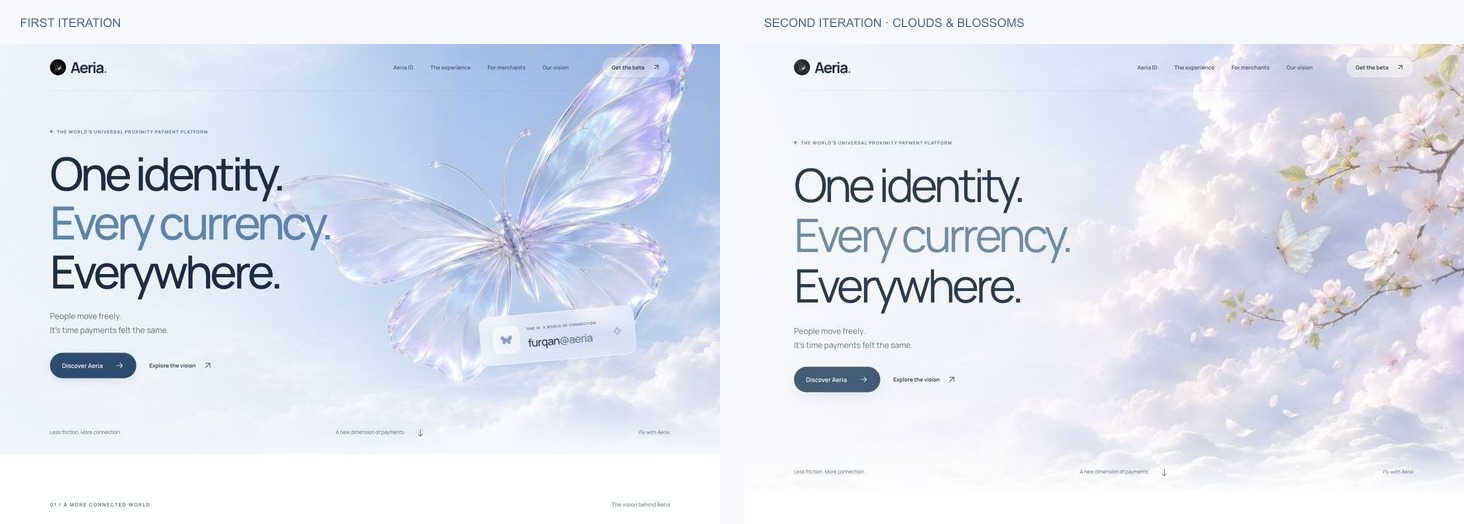 FIRST ITERATION
Aeria.
Aeria ID
The experience
For merchants
Our vision
Get the beta
THE WORLD'S UNIVERSAL PROXIMITY PAYMENT PLATFORM
One identity.
Every currency.
Everywhere.
People move freely.
It's time payments felt the same.
Discover Aeria
Explore the vision
ONE ID. A WORLD OF CONNECTION.
furqan@aeria
Less friction. More connection.
A new dimension of payments
Fly with Aeria
01 / A MORE CONNECTED WORLD
The vision behind Aeria
SECOND ITERATION · CLOUDS & BLOSSOMS
Aeria.
Aeria ID
The experience
For merchants
Our vision
Get the beta
THE WORLD'S UNIVERSAL PROXIMITY PAYMENT PLATFORM
One identity.
Every currency.
Everywhere.
People move freely.
It's time payments felt the same.
Discover Aeria
Explore the vision
Less friction. More connection.
A new dimension of payments
Fly with Aeria